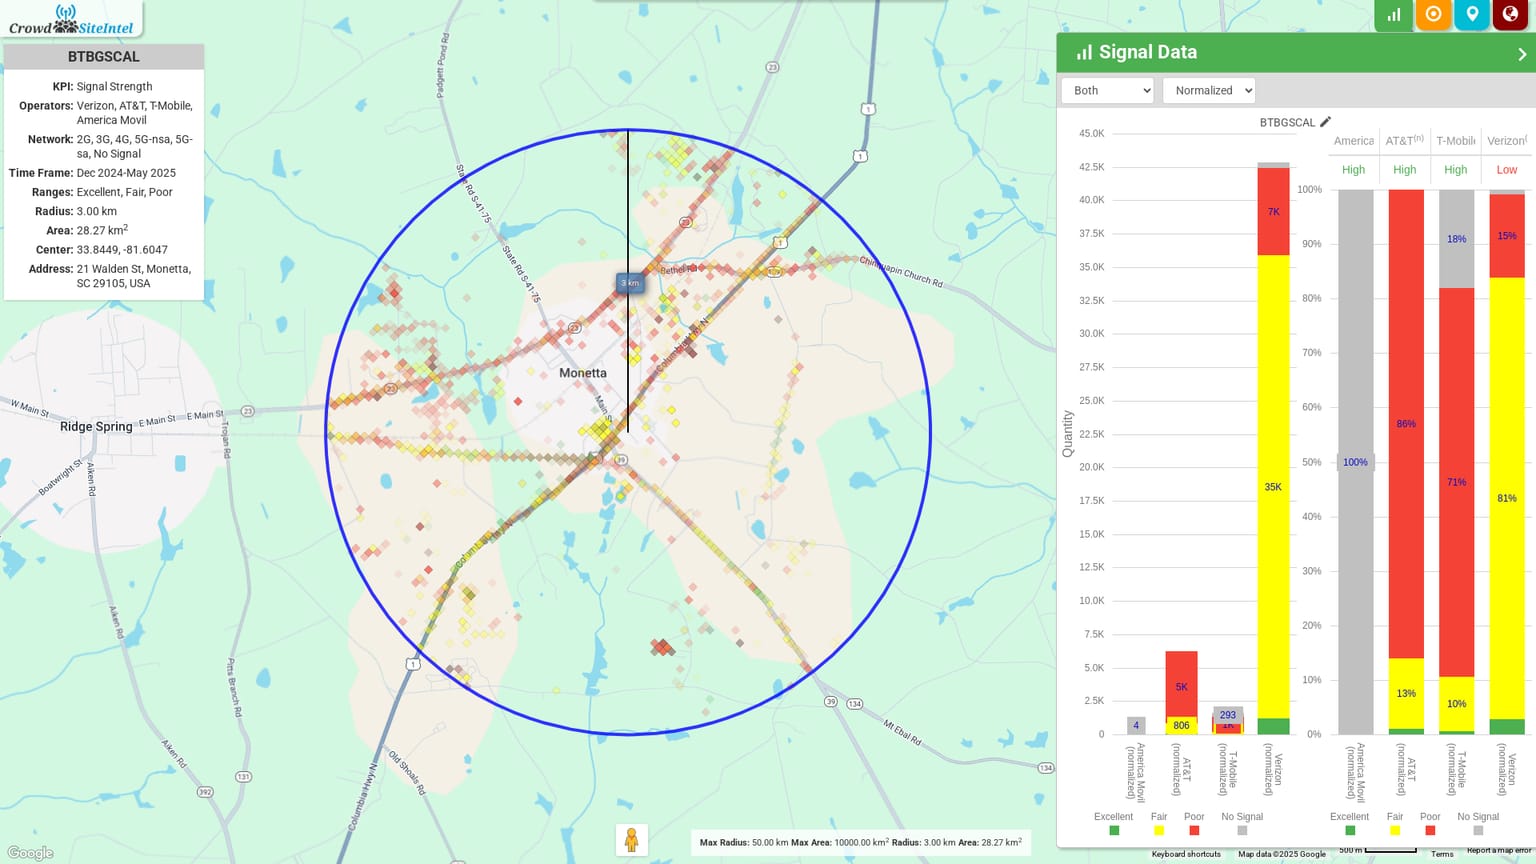 Crowd SiteIntel
BTBGSCAL
KPI: Signal Strength
Operators: Verizon, AT&T, T-Mobile,
America Movil
Network: 2G, 3G, 4G, 5G-nsa, 5G-
sa, No Signal
Time Frame: Dec 2024-May 2025
Ranges: Excellent, Fair, Poor
Radius: 3.00 km
Area: 28.27 km2
Center: 33.8449, -81.6047
Address: 21 Walden St, Monetta,
SC 29105, USA
Padgett Pond Rd
23
1
1
State Rd S-41-75
State Rd S-41-75
23
1
Bethel Rd
Chinquapin Church Rd
3 km
23
Columbia Hwy N
Monetta
23
W Main St
E Main St
E Main St
23
Main St
Ridge Spring
Trojan Rd
39
Boatwright St
Aiken Rd
Columbia Hwy N
Aiken Rd
1
Pitts Branch Rd
39
134
Mt Ebal Rd
Aiken Rd
Old Shoals Rd
131
134
392
Columbia Hwy N
Google
Max Radius: 50.00 km Max Area: 10000.00 km2 Radius: 3.00 km Area: 28.27 km2
Signal Data
Both
Normalized
BTBGSCAL
45.0K
42.5K
40.0K
37.5K
35.0K
32.5K
30.0K
27.5K
25.0K
22.5K
20.0K
17.5K
15.0K
12.5K
10.0K
7.5K
5.0K
2.5K
0
Quantity
4
5K
806
293
1K
7K
35K
America Movil
(normalized)
AT&T
(normalized)
T-Mobile
(normalized)
Verizon
(normalized)
Excellent
Fair
Poor
No Signal
America
AT&T(n)
T-Mobile
Verizon(
High
High
High
Low
100%
90%
80%
70%
60%
50%
40%
30%
20%
10%
0%
100%
86%
13%
18%
71%
10%
15%
81%
America Movil
(normalized)
AT&T
(normalized)
T-Mobile
(normalized)
Verizon
(normalized)
Excellent
Fair
Poor
No Signal
Keyboard shortcuts
Map data ©2025 Google
500 m
Terms
Report a map error